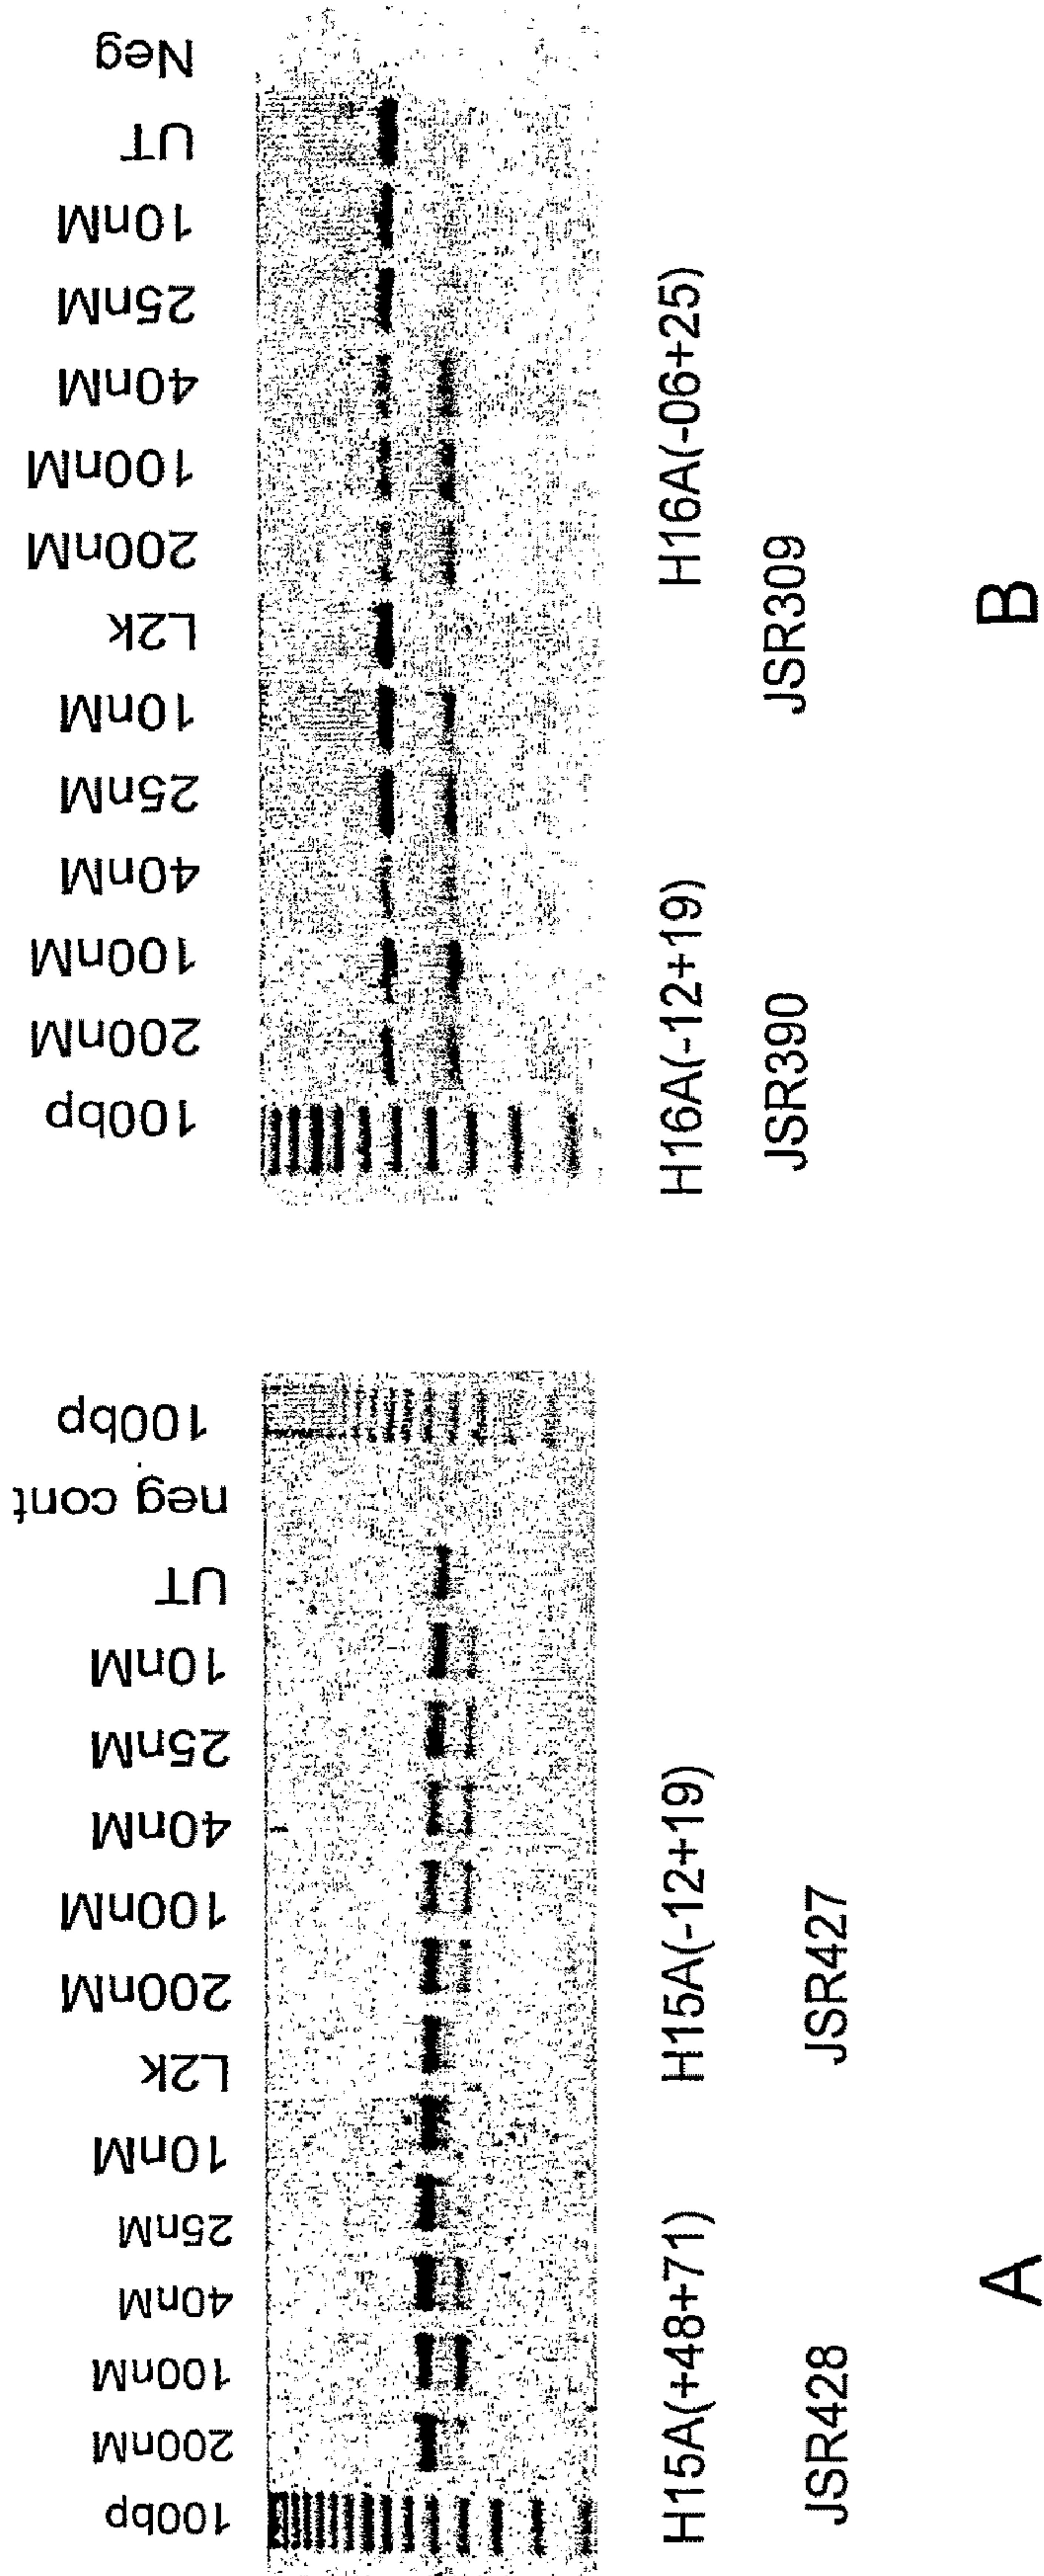 100bp
200nM
100nM
40nM
25nM
10nM
L2k
200nM
100nM
40nM
25nM
10nM
UT
neg cont
100bp
H15A(+48+71)
H15A(-12+19)
JSR428
JSR427
A
100bp
200nM
100nM
40nM
25nM
10nM
L2k
200nM
100nM
40nM
25nM
10nM
UT
Neg
H16A(-12+19)
H16A(-06+25)
JSR390
JSR309
B